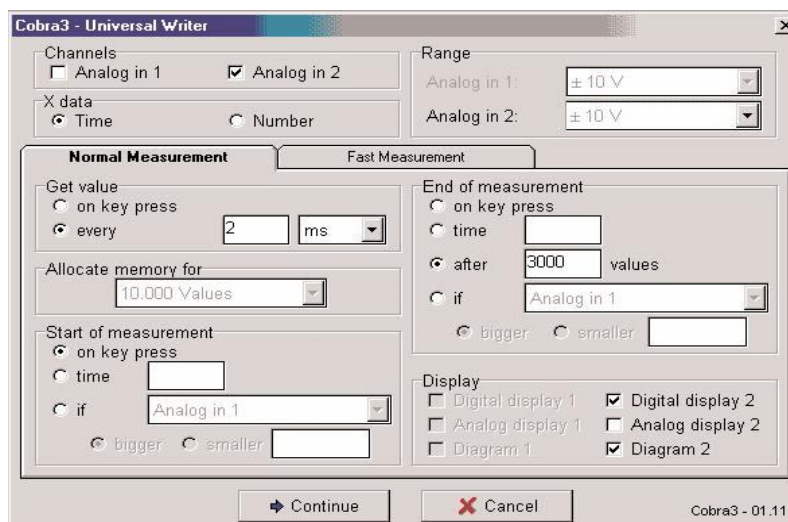 Cobra3 - Universal Writer
Channels
Analog in 1
Analog in 2
X data
Time
Number
Range
Analog in 1:
± 10 V
Analog in 2:
± 10 V
Normal Measurement
Fast Measurement
Get value
on key press
every
2
ms
Allocate memory for
10.000 Values
Start of measurement
on key press
time
if
Analog in 1
bigger
smaller
End of measurement
on key press
time
after
3000
values
if
Analog in 1
bigger
smaller
Display
Digital display 1
Digital display 2
Analog display 1
Analog display 2
Diagram 1
Diagram 2
Continue
Cancel
Cobra3 - 01.11